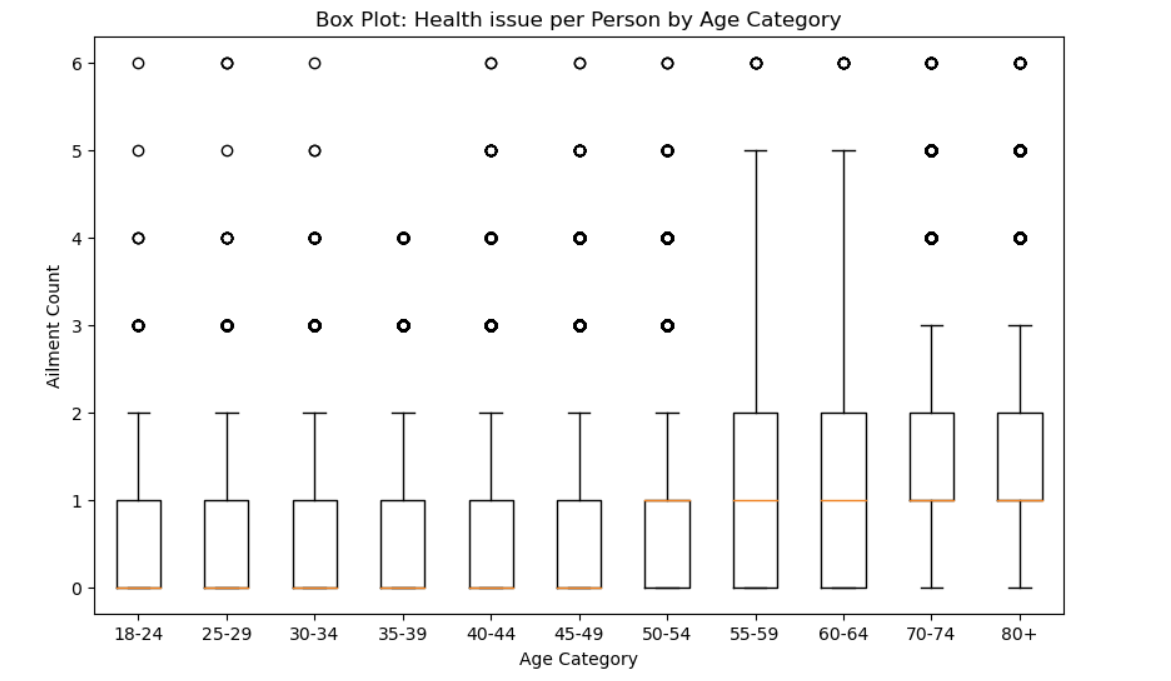 Box Plot: Health issue per Person by Age Category
6
5
4
3
2
1
0
Ailment Count
18-24 25-29 30-34 35-39 40-44 45-49 50-54 55-59 60-64 70-74 80+
Age Category